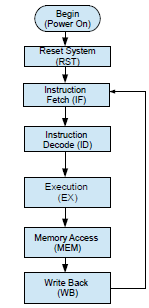 Begin
(Power On)
Reset System
(RST)
Instruction
Fetch (IF)
Instruction
Decode (ID)
Execution
(EX)
Memory Access
(MEM)
Write Back
(WB)